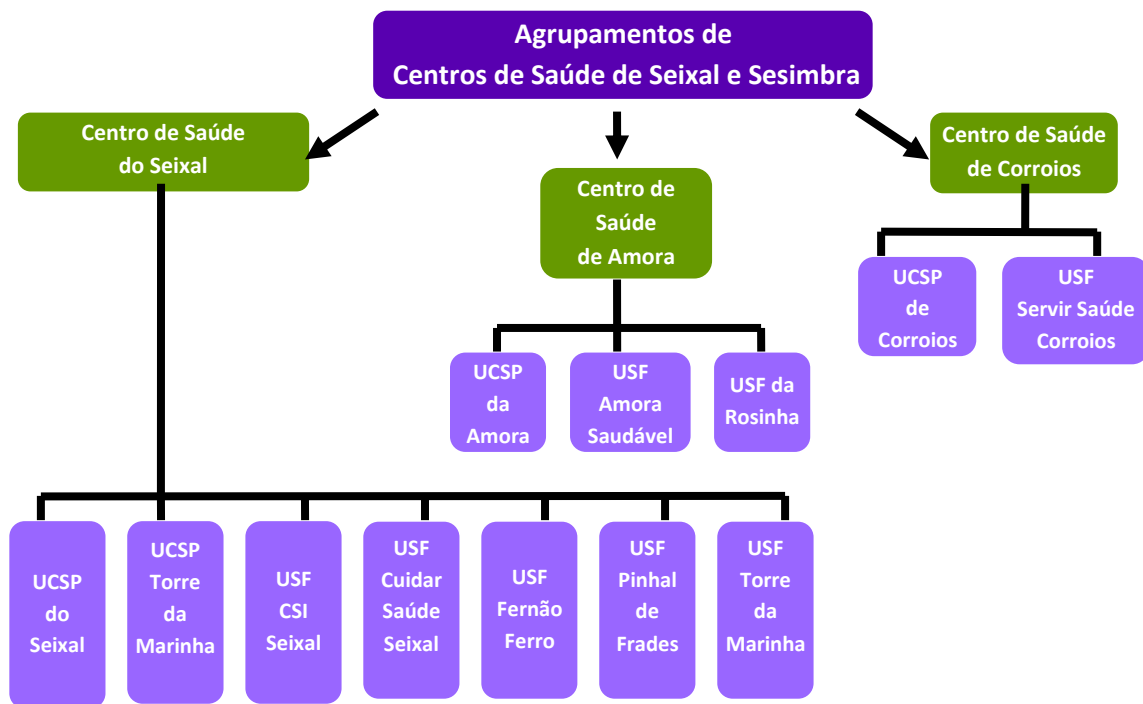 Agrupamentos de
Centros de Saúde de Seixal e Sesimbra
Centro de Saúde
do Seixal
Centro de
Saúde
de Amora
Centro de Saúde
de Corroios
UCSP
de
Corroios
USF
Servir Saúde
Corroios
UCSP
da
Amora
USF
Amora
Saudável
USF da
Rosinha
UCSP
do
Seixal
UCSP
Torre
da
Marinha
USF
CSI
Seixal
USF
Cuidar
Saúde
Seixal
USF
Fernão
Ferro
USF
Pinhal
de
Frades
USF
Torre
da
Marinha